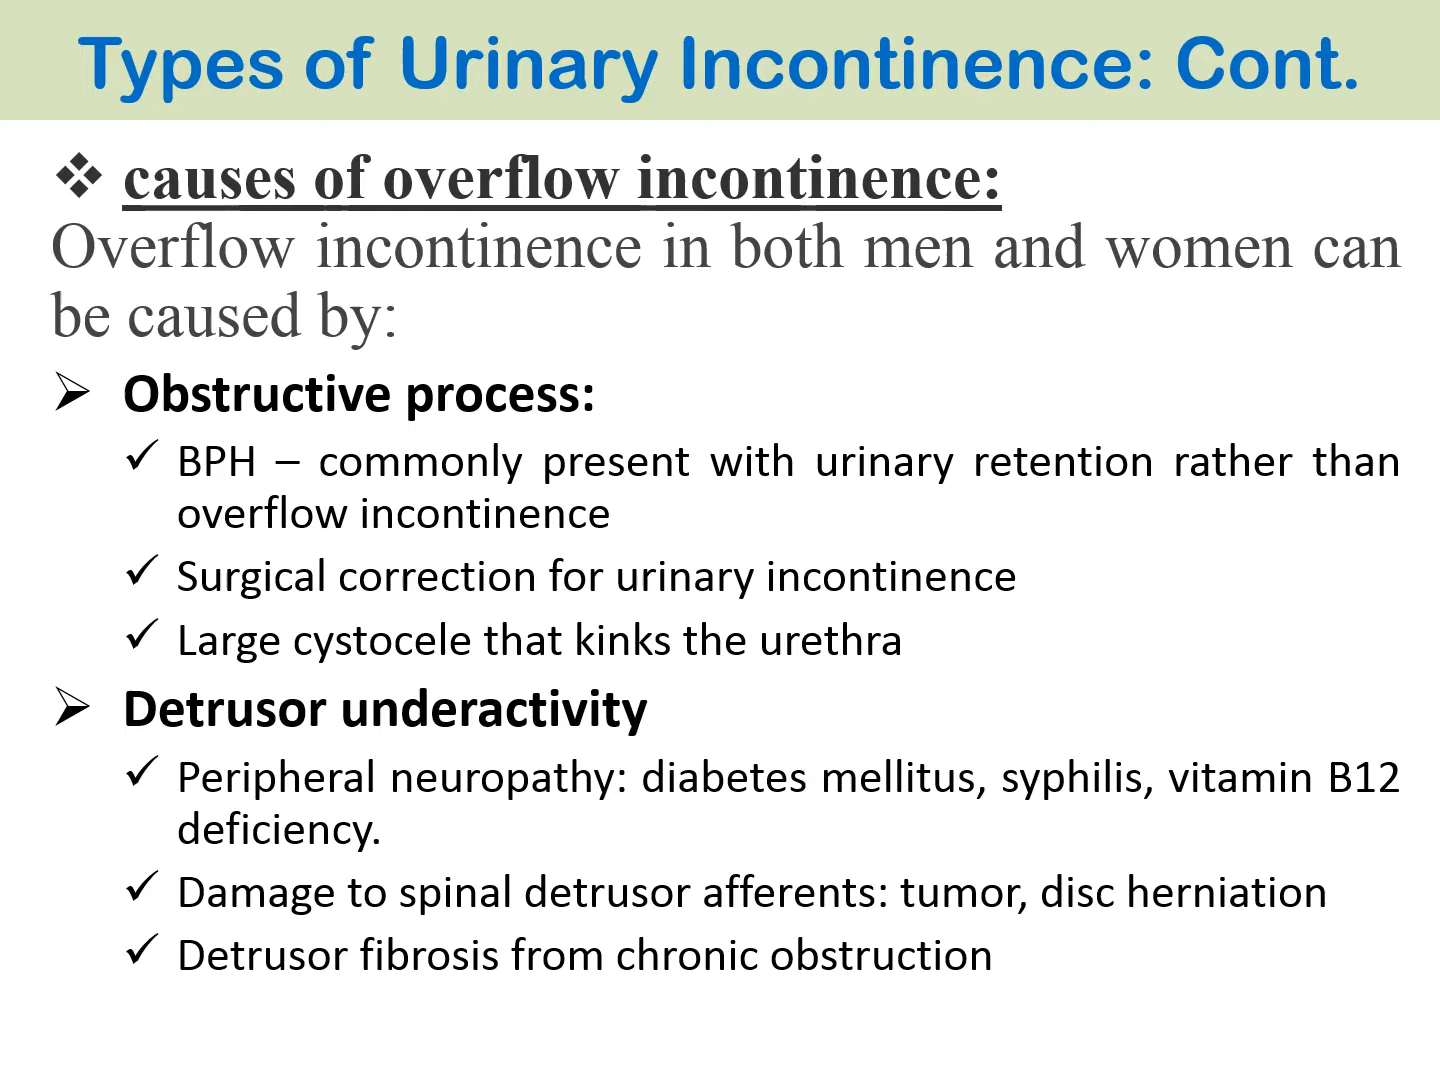 Types of Urinary Incontinence: Cont.
❖ causes of overflow incontinence:
Overflow incontinence in both men and women can
be caused by:
➢ Obstructive process:
✓ BPH – commonly present with urinary retention rather than
overflow incontinence
✓ Surgical correction for urinary incontinence
✓ Large cystocele that kinks the urethra
➢ Detrusor underactivity
✓ Peripheral neuropathy: diabetes mellitus, syphilis, vitamin B12
deficiency.
✓ Damage to spinal detrusor afferents: tumor, disc herniation
✓ Detrusor fibrosis from chronic obstruction